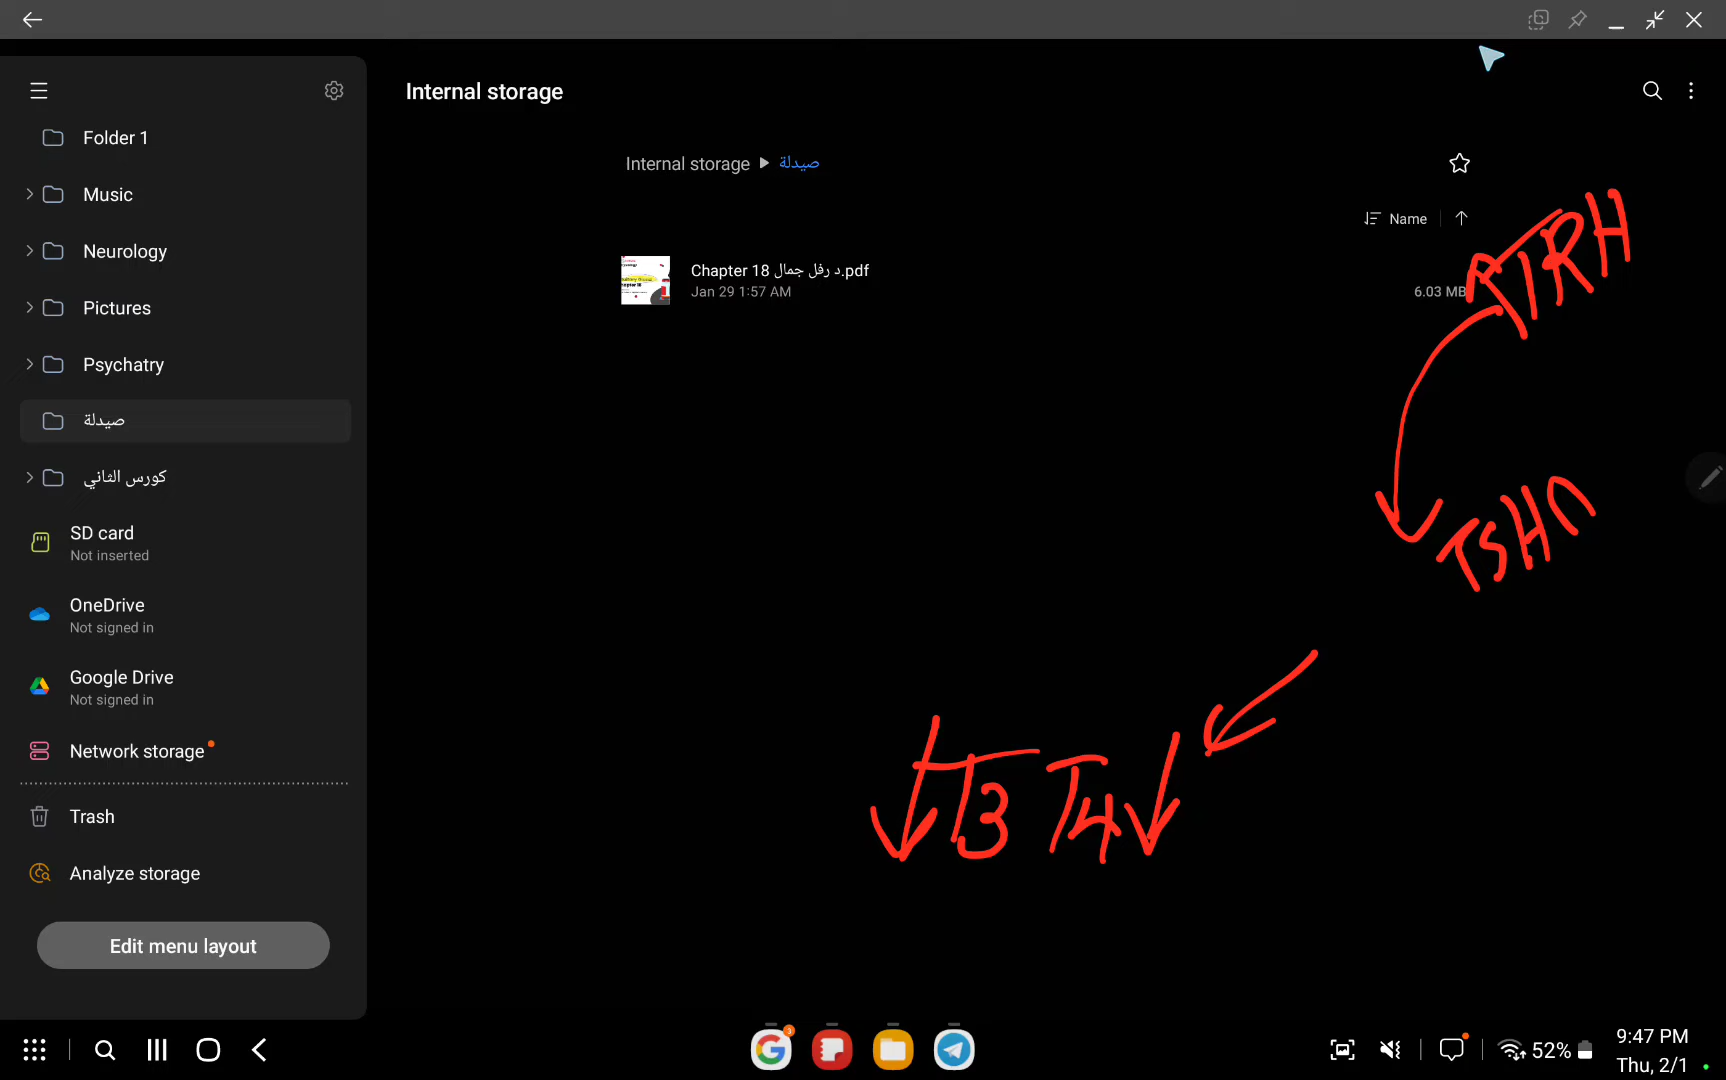 Internal storage
Folder 1
Music
Neurology
Pictures
Psychatry
صيدلة
كورس الثاني
SD card
Not inserted
OneDrive
Not signed in
Google Drive
Not signed in
Network storage
Trash
Analyze storage
Edit menu layout
Internal storage صيدلة
Name
Chapter 18 د رفل جمال.pdf
Jan 29 1:57 AM
6.03 MB
TRH
TSH
T3 T4
3
52%
9:47 PM
Thu, 2/1